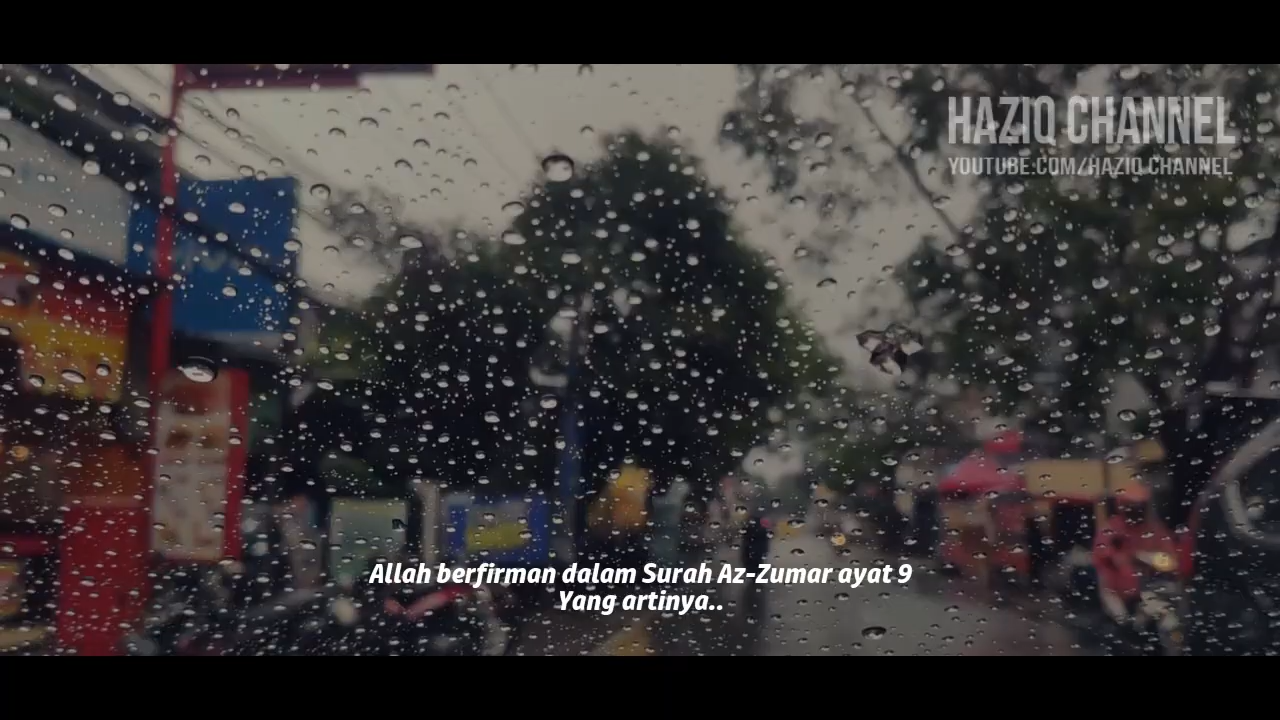 HAZIQ CHANNEL
YOUTUBE.COM/HAZIQ CHANNEL
Allah berfirman dalam Surah Az-Zumar ayat 9
Yang artinya..